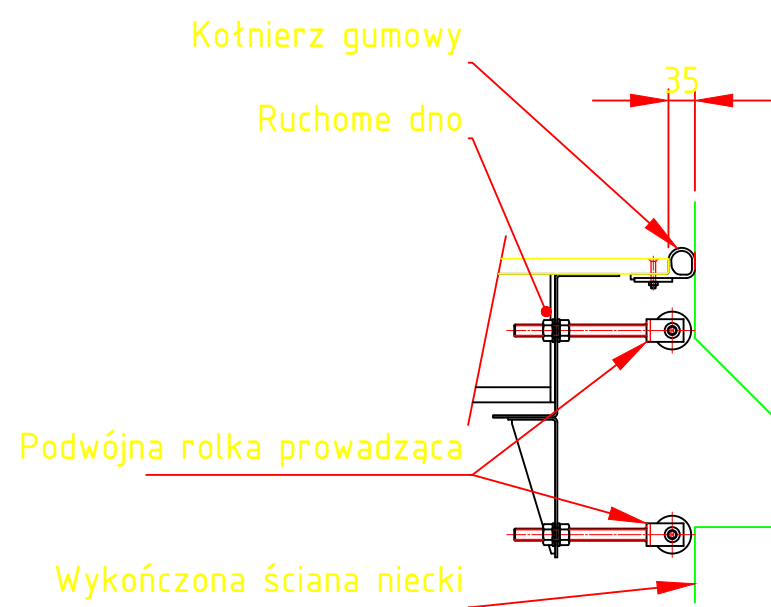 Kołnierz gumowy
35
Ruchome dno
Podwójna rolka prowadząca
Wykończona ściana niecki